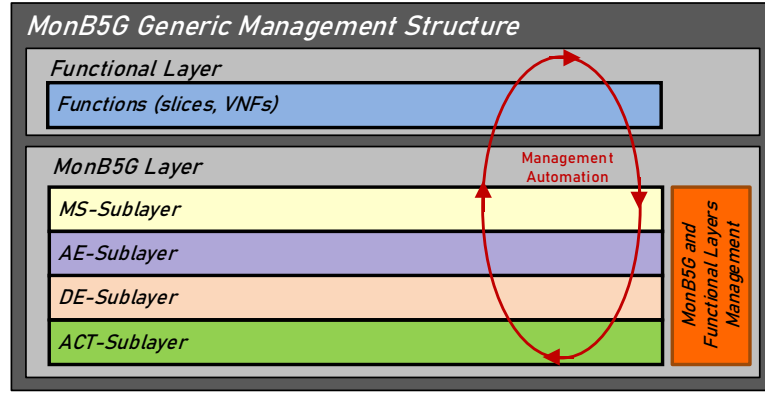 MonB5G Generic Management Structure
Functional Layer
Functions (slices, VNFs)
MonB5G Layer
Management
Automation
MS-Sublayer
AE-Sublayer
DE-Sublayer
ACT-Sublayer
MonB5G and
Functional Layers
Management